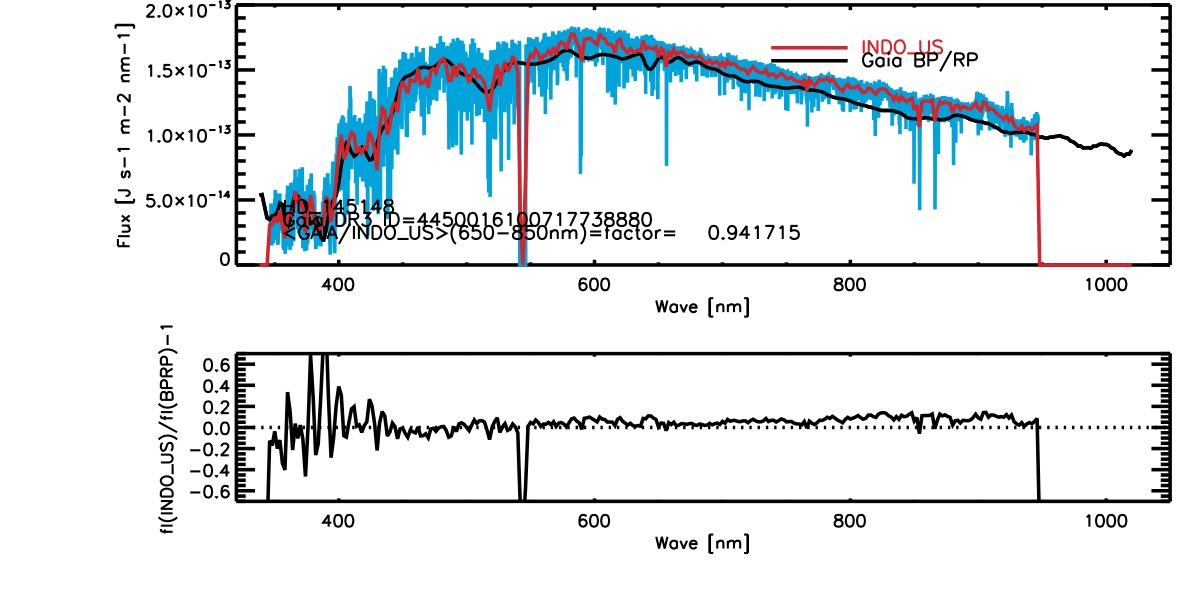 2.0×10−13
1.5×10−13
1.0×10−13
5.0×10−14
0
Flux [J s−1 m−2 nm−1]
INDO_US
Gaia BP/RP
HD_145148
Gaia DR3 ID=4450016100717738880
<GAIA/INDO_US>(650−850nm)=factor= 0.941715
400 600 800 1000
Wave [nm]
0.6
0.4
0.2
0.0
−0.2
−0.4
−0.6
fl(INDO_US)/fl(BPRP)−1
400 600 800 1000
Wave [nm]